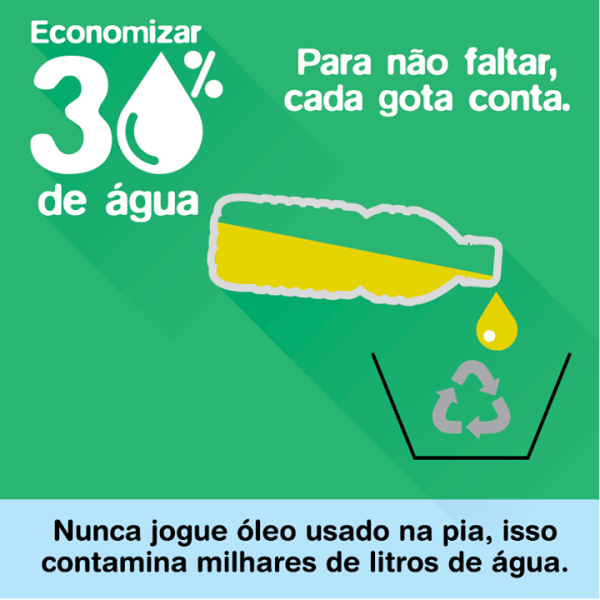 Economizar
30%
de água
Para não faltar,
cada gota conta.
Nunca jogue óleo usado na pia, isso
contamina milhares de litros de água.